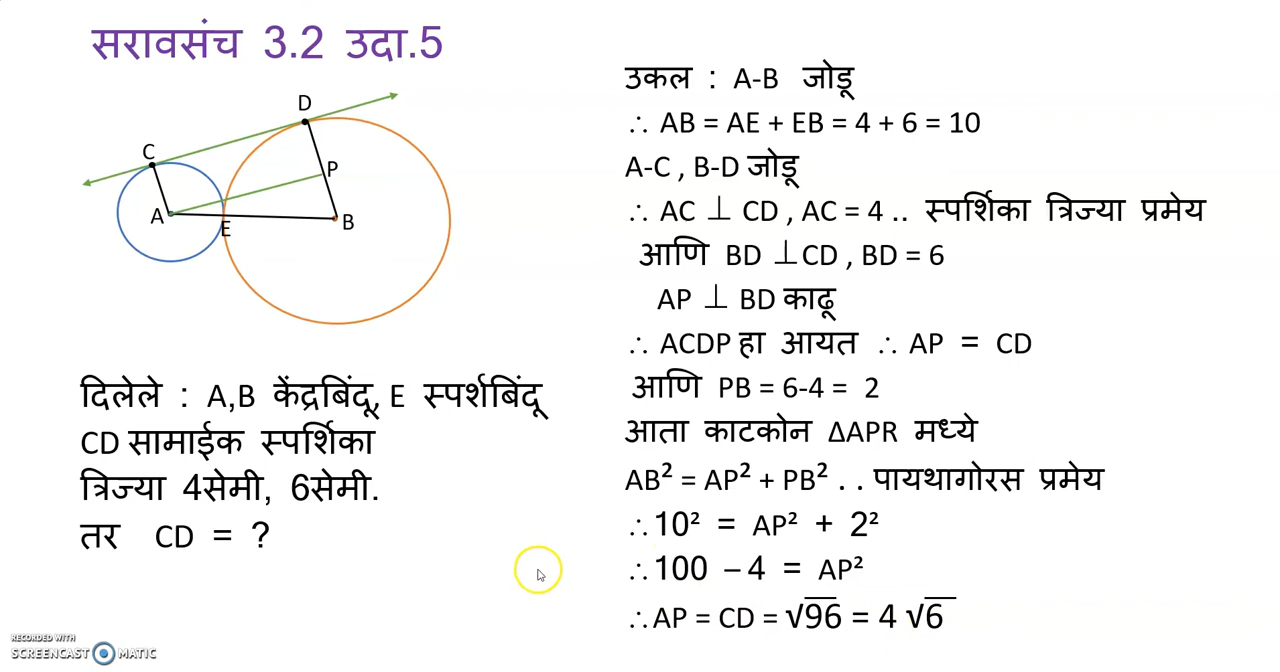 सरावसंच 3.2 उदा.5
D
C
P
A
E
B
दिलेले : A,B केंद्रबिंदू, E स्पर्शबिंदू
CD सामाईक स्पर्शिका
त्रिज्या 4सेमी, 6सेमी.
तर CD = ?
उकल : A-B जोडू
∴ AB = AE + EB = 4 + 6 = 10
A-C , B-D जोडू
∴ AC ⊥ CD , AC = 4 .. स्पर्शिका त्रिज्या प्रमेय
आणि BD ⊥CD , BD = 6
AP ⊥ BD काढू
∴ ACDP हा आयत ∴ AP = CD
आणि PB = 6-4 = 2
आता काटकोन ∆APR मध्ये
AB² = AP² + PB² . . पायथागोरस प्रमेय
∴10² = AP² + 2²
∴100 – 4 = AP²
∴AP = CD = √96 = 4 √6
RECORDED WITH
SCREENCAST MATIC